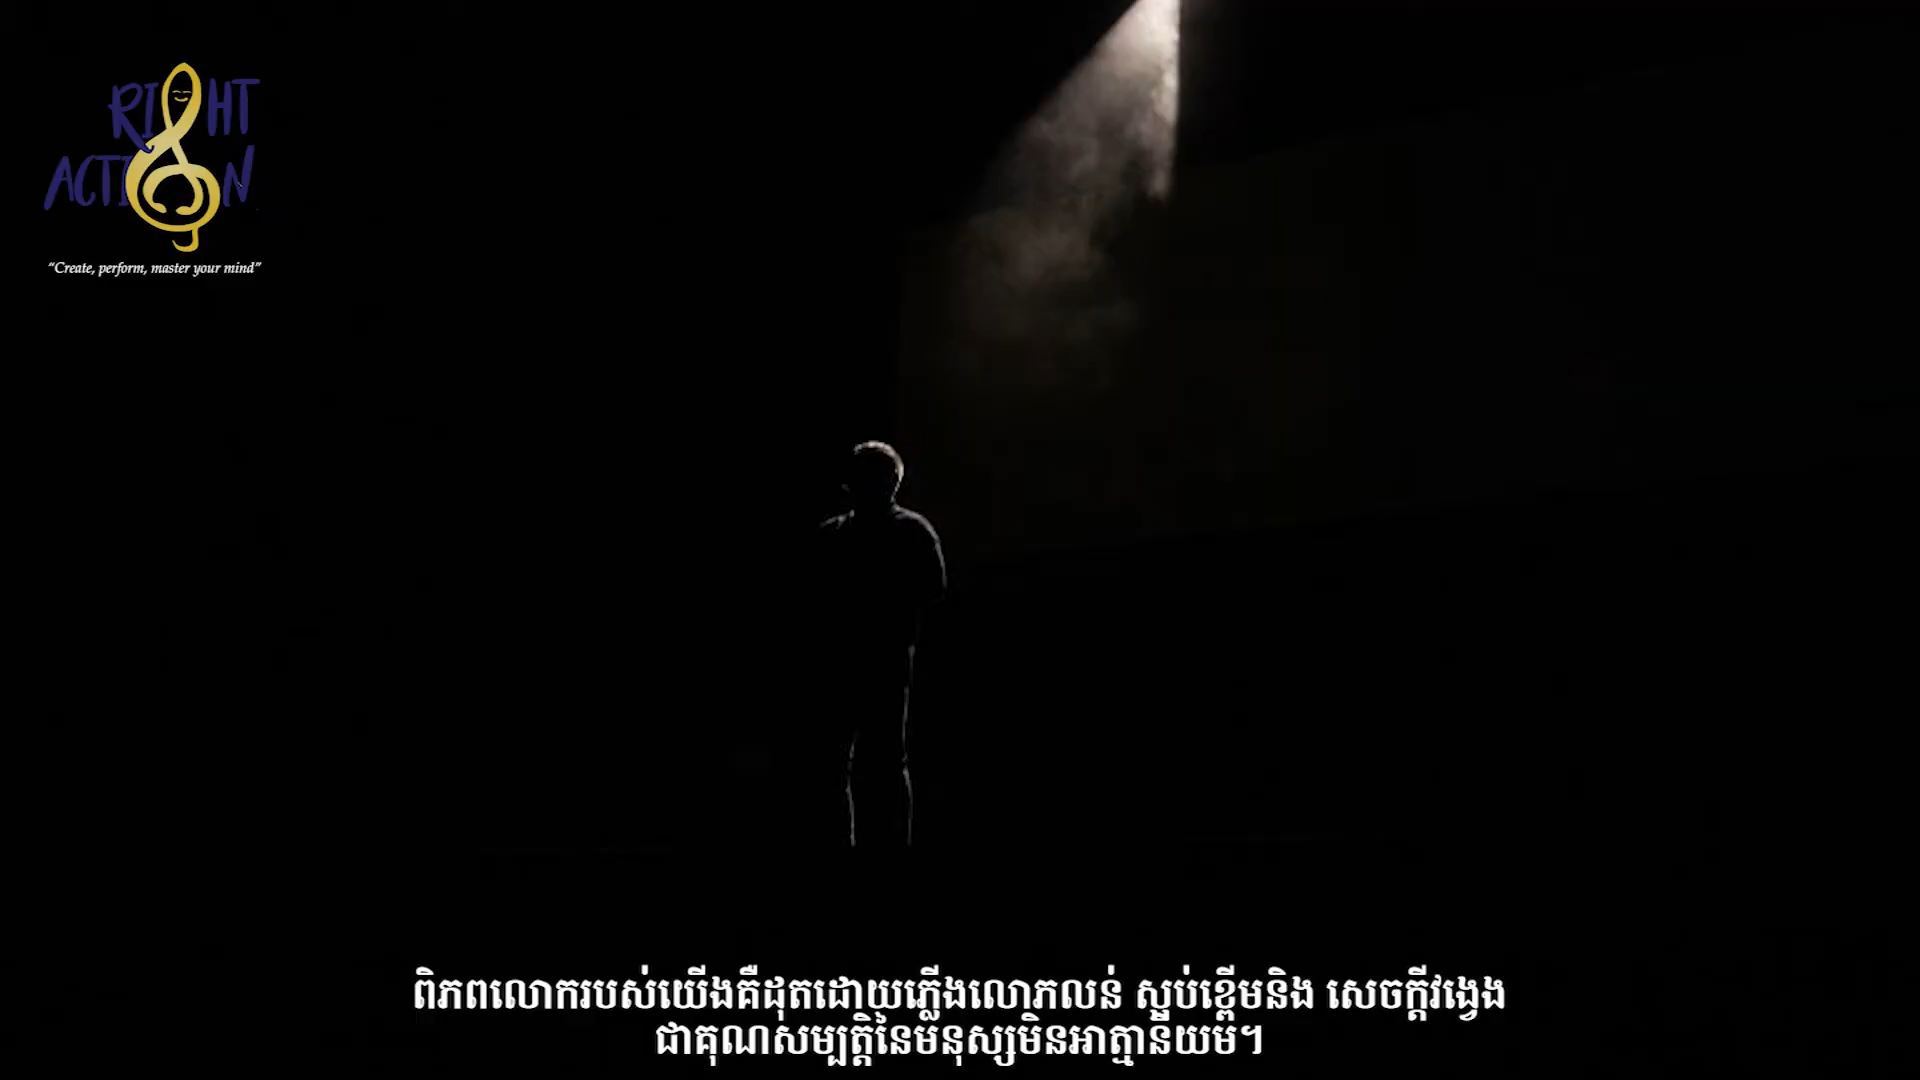 RIGHT
ACTION
“Create, perform, master your mind”
ពិភពលោករបស់យើងគឺដុតដោយភ្លើងលោភលន់ ស្អប់ខ្ពើមនិង សេចក្តីវង្វេង
ជាគុណសម្បត្តិនៃមនុស្សមិនអាត្មានិយម។